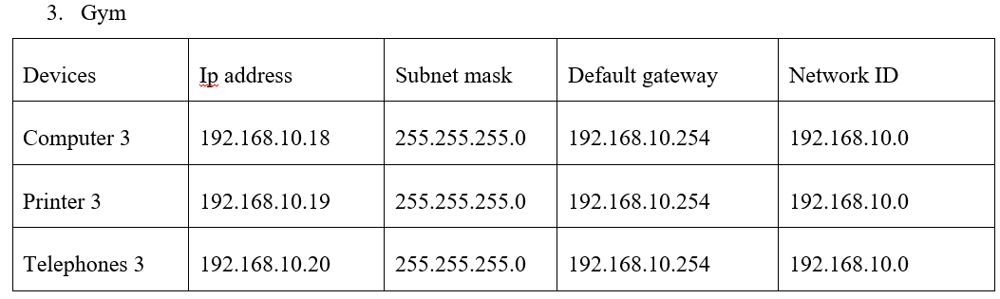 3. Gym
Devices Ip address Subnet mask Default gateway Network ID
Computer 3 192.168.10.18 255.255.255.0 192.168.10.254 192.168.10.0
Printer 3 192.168.10.19 255.255.255.0 192.168.10.254 192.168.10.0
Telephones 3 192.168.10.20 255.255.255.0 192.168.10.254 192.168.10.0